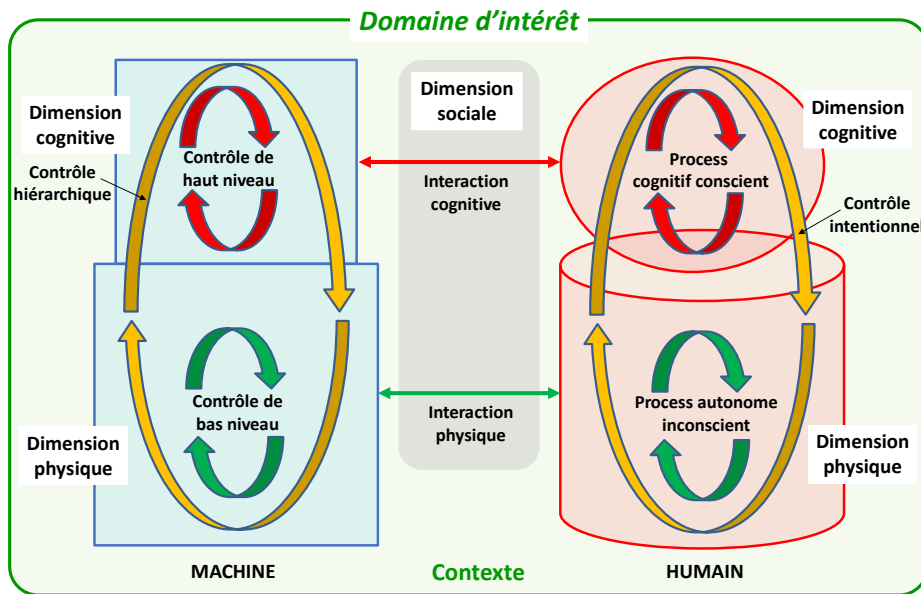 Domaine d'intérêt
Dimension
cognitive
Contrôle
hiérarchique
Contrôle de
haut niveau
Dimension
sociale
Interaction
cognitive
Process
cognitif conscient
Dimension
cognitive
Contrôle
intentionnel
Dimension
physique
Contrôle de
bas niveau
Interaction
physique
Process autonome
inconscient
Dimension
physique
MACHINE
Contexte
HUMAIN